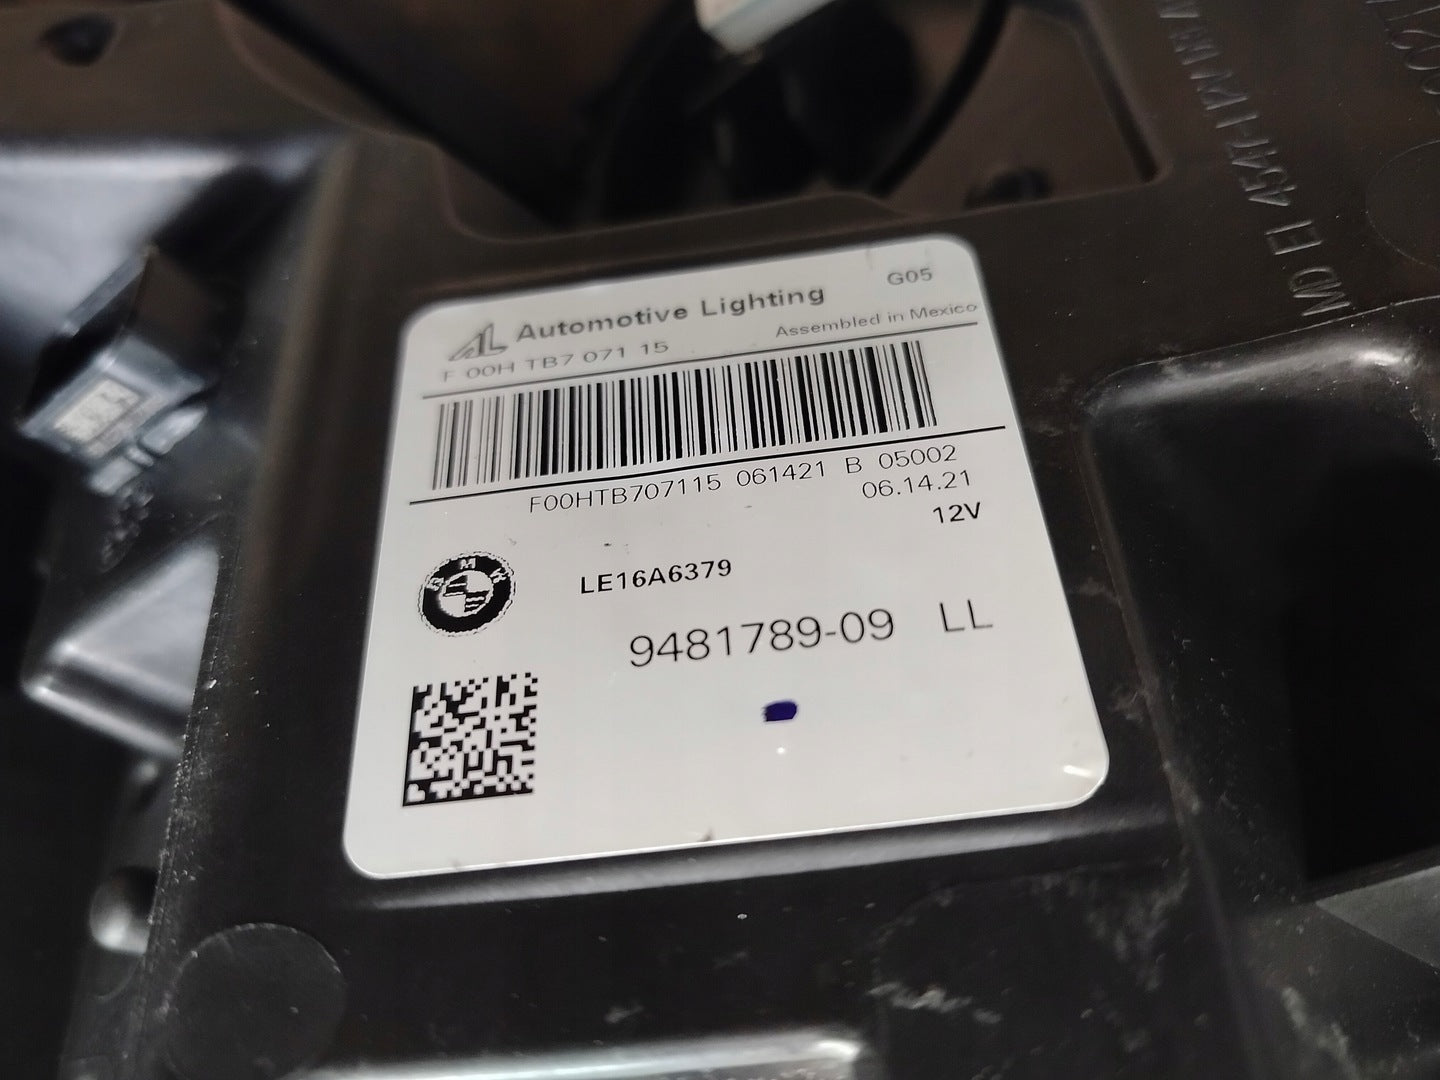 Automotive Lighting
G05
F 00H TB7 071 15
Assembled in Mexico
F00HTB707115 061421 B 05002
06.14.21
12V
BMW
LE16A6379
9481789-09 LL